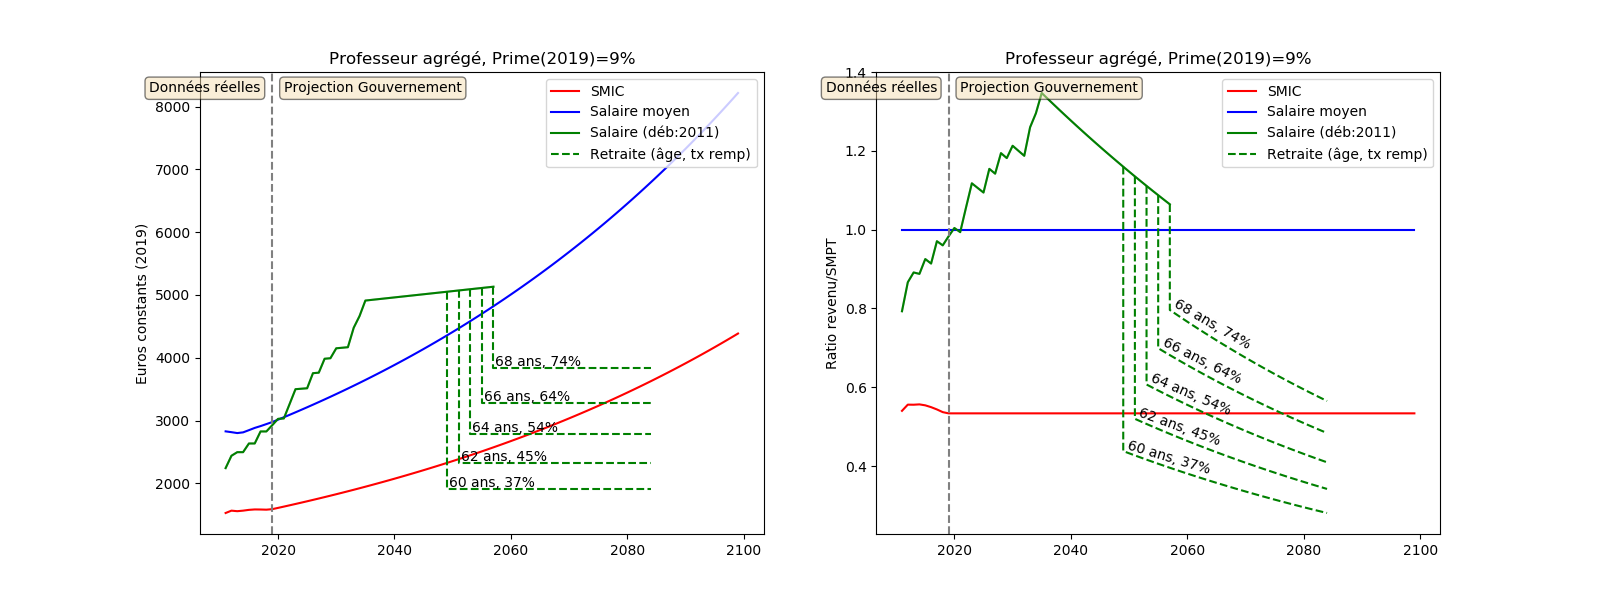 Professeur agrégé, Prime(2019)=9%
Données réelles
Projection Gouvernement
SMIC
Salaire moyen
Salaire (déb:2011)
Retraite (âge, tx remp)
Euros constants (2019)
8000
7000
6000
5000
4000
3000
2000
68 ans, 74%
66 ans, 64%
64 ans, 54%
62 ans, 45%
60 ans, 37%
2020 2040 2060 2080 2100
Professeur agrégé, Prime(2019)=9%
Données réelles
Projection Gouvernement
SMIC
Salaire moyen
Salaire (déb:2011)
Retraite (âge, tx remp)
Ratio revenu/SMPT
1.4
1.2
1.0
0.8
0.6
0.4
68 ans, 74%
66 ans, 64%
64 ans, 54%
62 ans, 45%
60 ans, 37%
2020 2040 2060 2080 2100